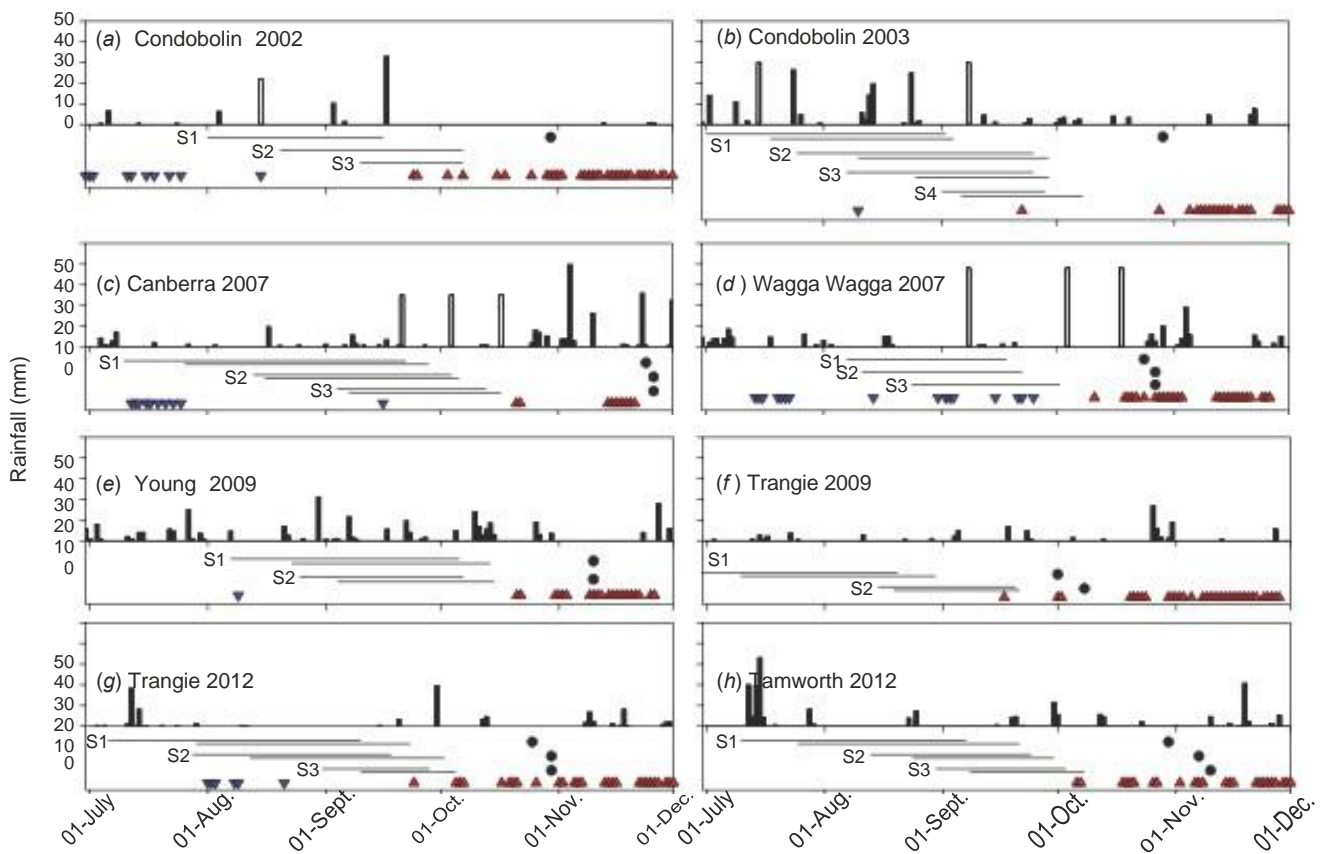 50
40
30
20
10
0
(a) Condobolin 2002
S1
S2
S3
(b) Condobolin 2003
S1
S2
S3
S4
50
40
30
20
10
0
(c) Canberra 2007
S1
S2
S3
(d) Wagga Wagga 2007
S1
S2
S3
Rainfall (mm)
50
40
30
20
10
0
(e) Young 2009
S1
S2
(f) Trangie 2009
S1
S2
50
40
30
20
10
0
(g) Trangie 2012
S1
S2
S3
(h) Tamworth 2012
S1
S2
S3
01-July
01-Aug.
01-Sept.
01-Oct.
01-Nov.
01-Dec.
01-July
01-Aug.
01-Sept.
01-Oct.
01-Nov.
01-Dec.